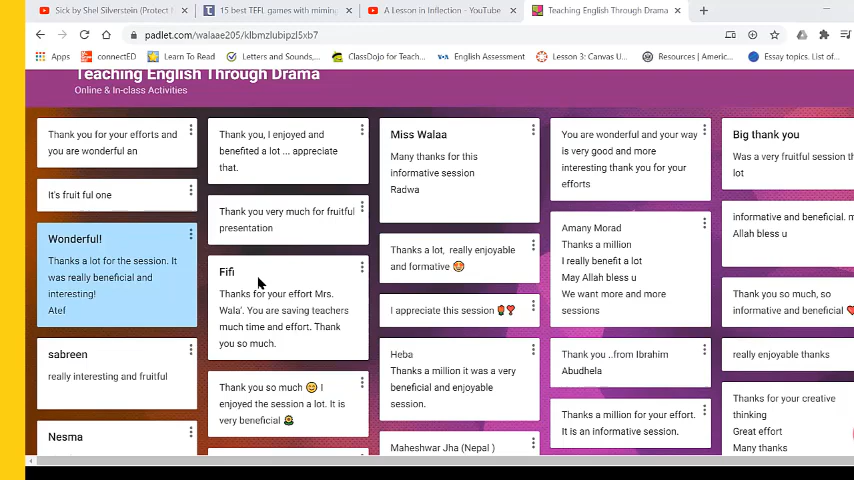 Sick by Shel Silverstein (Protect
15 best TEFL games with miming
A Lesson in Inflection - YouTube
Teaching English Through Drama
padlet.com/walaae205/klbmzlubipzl5xb7
Apps
connectED
Learn To Read
Letters and Sounds,...
ClassDojo for Teach...
English Assessment
Lesson 3: Canvas U...
Resources | Americ...
Essay topics. List of...
Teaching English Through Drama
Online & In-class Activities
Thank you for your efforts and
you are wonderful an
It's fruit ful one
Wonderful!
Thanks a lot for the session. It
was really beneficial and
interesting!
Atef
sabreen
really interesting and fruitful
Nesma
Thank you, I enjoyed and
benefited a lot ... appreciate
that.
Thank you very much for fruitful
presentation
Fifi
Thanks for your effort Mrs.
Wala'. You are saving teachers
much time and effort. Thank
you so much.
Thank you so much 😊 I
enjoyed the session a lot. It is
very beneficial 🌻
Miss Walaa
Many thanks for this
informative session
Radwa
Thanks a lot, really enjoyable
and formative 😍
I appreciate this session 🌷❣
Heba
Thanks a million it was a very
beneficial and enjoyable
session.
Maheshwar Jha (Nepal )
You are wonderful and your way
is very good and more
interesting thank you for your
efforts
Amany Morad
Thanks a million
I really benefit a lot
May Allah bless u
We want more and more
sessions
Thank you ..from Ibrahim
Abudhela
Thanks a million for your effort.
It is an informative session.
Big thank you
Was a very fruitful session th
lot
informative and beneficial. m
Allah bless u
Thank you so much, so
informative and beneficial ❤
really enjoyable thanks
Thanks for your creative
thinking
Great effort
Many thanks